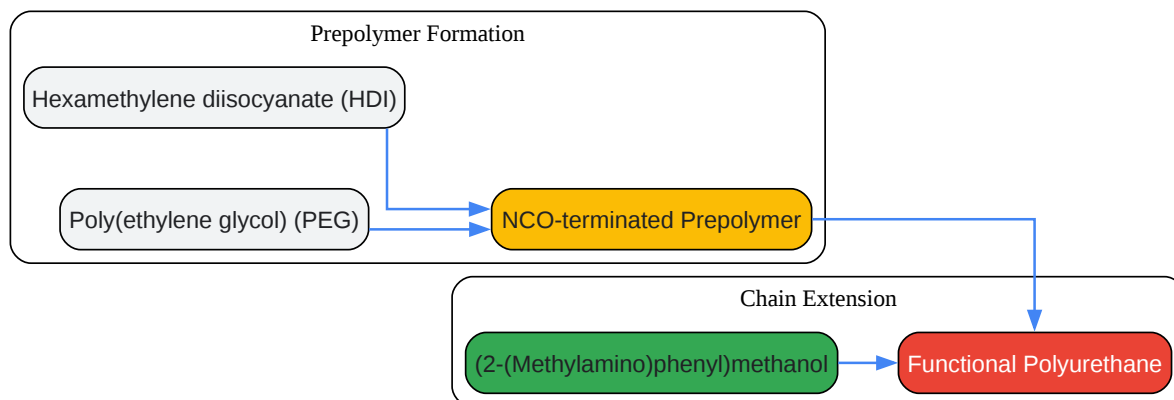 Prepolymer Formation
Hexamethylene diisocyanate (HDI)
Poly(ethylene glycol) (PEG)
NCO-terminated Prepolymer
Chain Extension
(2-(Methylamino)phenyl)methanol
Functional Polyurethane